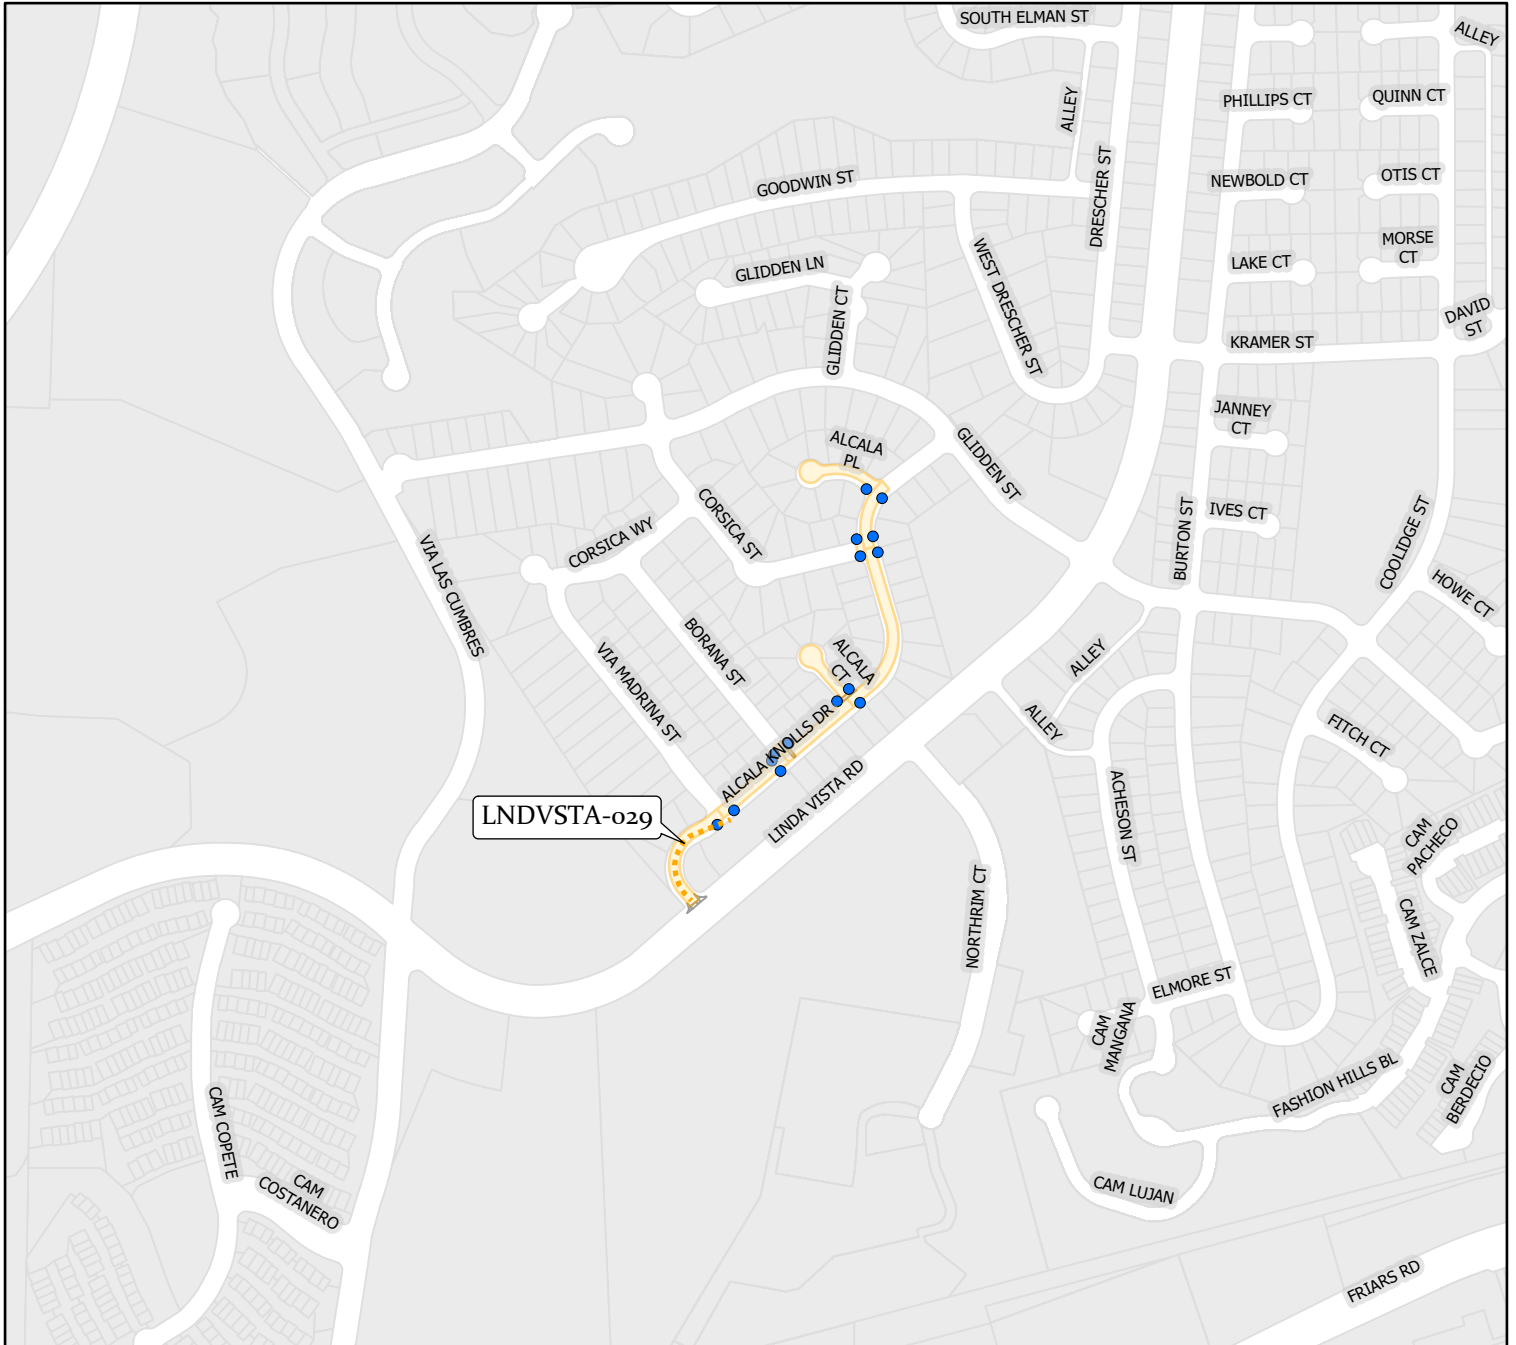 SOUTH ELMAN ST
ALLEY
ALLEY
PHILLIPS CT
QUINN CT
GOODWIN ST
DRESCHER ST
NEWBOLD CT
OTIS CT
MORSE
CT
WEST DRESCHER ST
GLIDDEN LN
LAKE CT
GLIDDEN CT
DAVID
ST
KRAMER ST
JANNEY
CT
ALCALA
PL
GLIDDEN ST
CORSICA ST
CORSICA WY
BURTON ST
IVES CT
COOLIDGE ST
HOWE CT
VIA LAS CUMBRES
BORANA ST
VIA MADRINA ST
ALCALA
CT
ALLEY
ALLEY
FITCH CT
ALCALA KNOLLS DR
LINDA VISTA RD
LNDVSTA-029
ACHESON ST
CAM
PACHECO
CAM ZALCE
NORTHRIM CT
ELMORE ST
CAM
MANGANA
FASHION HILLS BL
CAM
BERDECIO
CAM COPETE
CAM
COSTANERO
CAM LUJAN
FRIARS RD